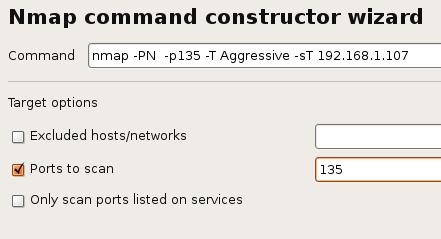 Nmap command constructor wizard
Command nmap -PN  -p135 -T Aggressive -sT 192.168.1.107
Target options
Excluded hosts/networks
Ports to scan 135
Only scan ports listed on services